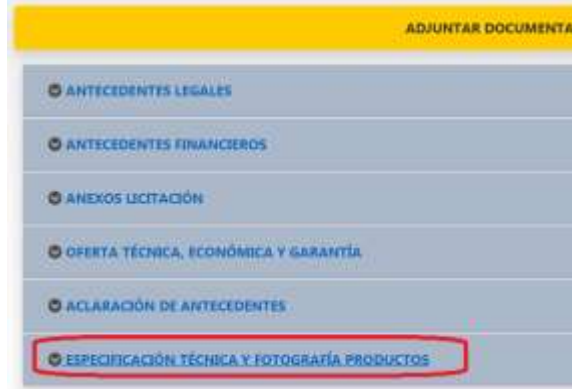 ADJUNTAR DOCUMENTA
ANTECEDENTES LEGALES
ANTECEDENTES FINANCIEROS
ANEXOS LICITACIÓN
OFERTA TÉCNICA, ECONÓMICA Y GARANTÍA
ACLARACIÓN DE ANTECEDENTES
ESPECIFICACIÓN TÉCNICA Y FOTOGRAFÍA PRODUCTOS